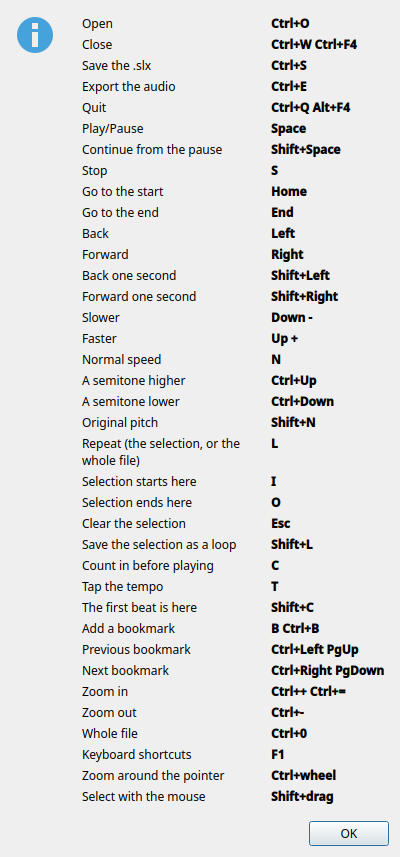 Open Ctrl+O
Close Ctrl+W Ctrl+F4
Save the .slx Ctrl+S
Export the audio Ctrl+E
Quit Ctrl+Q Alt+F4
Play/Pause Space
Continue from the pause Shift+Space
Stop S
Go to the start Home
Go to the end End
Back Left
Forward Right
Back one second Shift+Left
Forward one second Shift+Right
Slower Down -
Faster Up +
Normal speed N
A semitone higher Ctrl+Up
A semitone lower Ctrl+Down
Original pitch Shift+N
Repeat (the selection, or the L
whole file)
Selection starts here I
Selection ends here O
Clear the selection Esc
Save the selection as a loop Shift+L
Count in before playing C
Tap the tempo T
The first beat is here Shift+C
Add a bookmark B Ctrl+B
Previous bookmark Ctrl+Left PgUp
Next bookmark Ctrl+Right PgDown
Zoom in Ctrl++ Ctrl+=
Zoom out Ctrl+-
Whole file Ctrl+0
Keyboard shortcuts F1
Zoom around the pointer Ctrl+wheel
Select with the mouse Shift+drag
OK